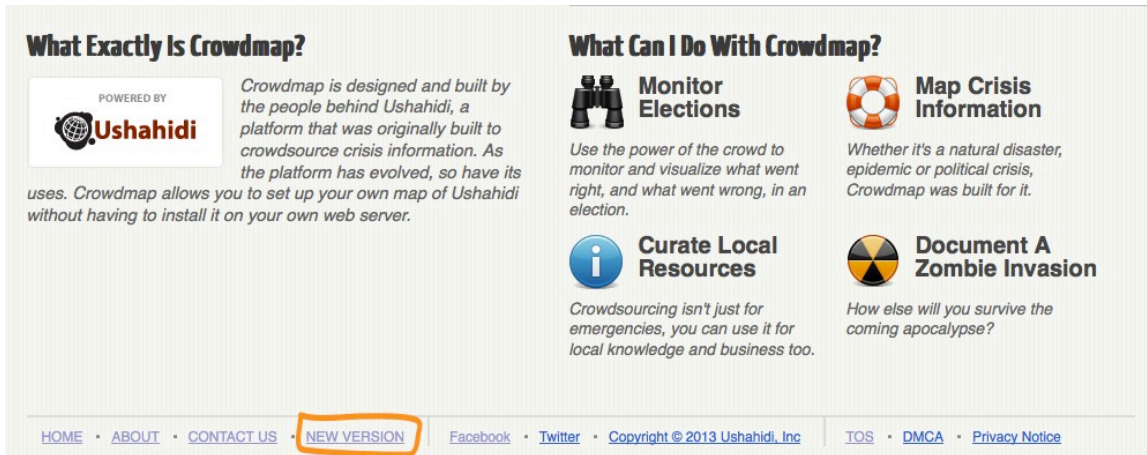 What Exactly Is Crowdmap?
POWERED BY
Ushahidi
Crowdmap is designed and built by
the people behind Ushahidi, a
platform that was originally built to
crowdsource crisis information. As
the platform has evolved, so have its
uses. Crowdmap allows you to set up your own map of Ushahidi
without having to install it on your own web server.
What Can I Do With Crowdmap?
Monitor
Elections
Use the power of the crowd to
monitor and visualize what went
right, and what went wrong, in an
election.
Map Crisis
Information
Whether it's a natural disaster,
epidemic or political crisis,
Crowdmap was built for it.
Curate Local
Resources
Crowdsourcing isn't just for
emergencies, you can use it for
local knowledge and business too.
Document A
Zombie Invasion
How else will you survive the
coming apocalypse?
HOME ▪ ABOUT ▪ CONTACT US ▪ NEW VERSION Facebook ▪ Twitter ▪ Copyright © 2013 Ushahidi, Inc TOS ▪ DMCA ▪ Privacy Notice